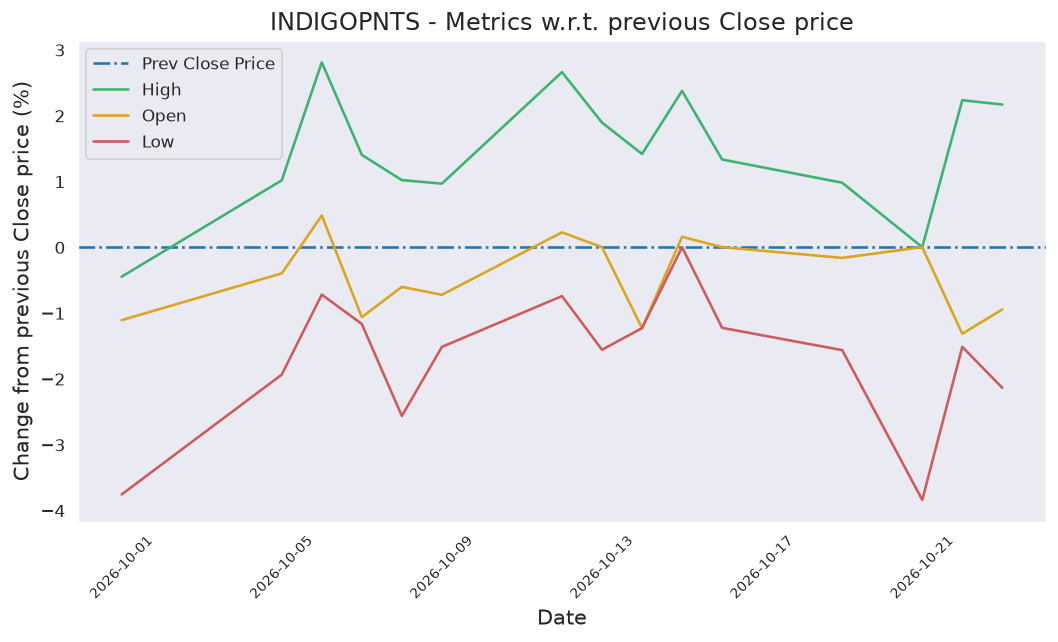 INDIGOPNTS - Metrics w.r.t. previous Close price
Prev Close Price
High
Open
Low
Change from previous Close price (%)
3
2
1
0
−1
−2
−3
−4
2026-10-01
2026-10-05
2026-10-09
2026-10-13
2026-10-17
2026-10-21
Date